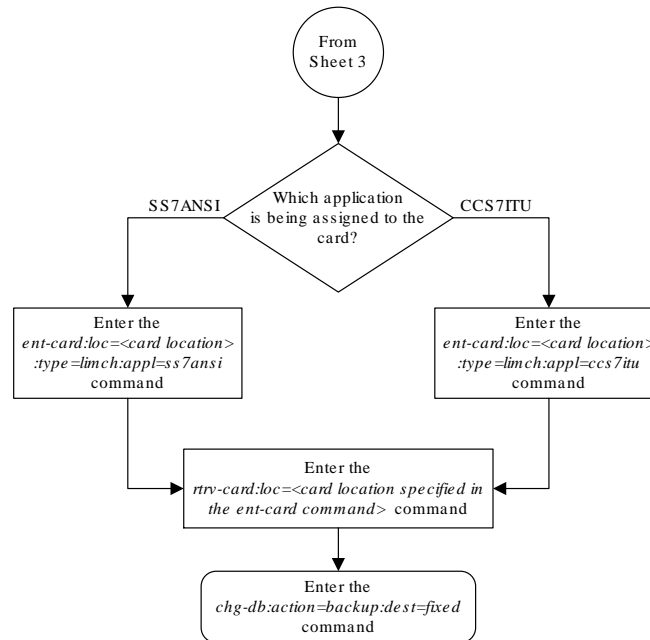 From
Sheet 3
Which application
is being assigned to the
card?
SS7ANSI
CCS7ITU
Enter the
ent-card:loc=<card location>
:type=limch:appl=ss7ansi
command
Enter the
ent-card:loc=<card location>
:type=limch:appl=ccs7itu
command
Enter the
rtrv-card:loc=<card location specified in
the ent-card command> command
Enter the
chg-db:action=backup:dest=fixed
command